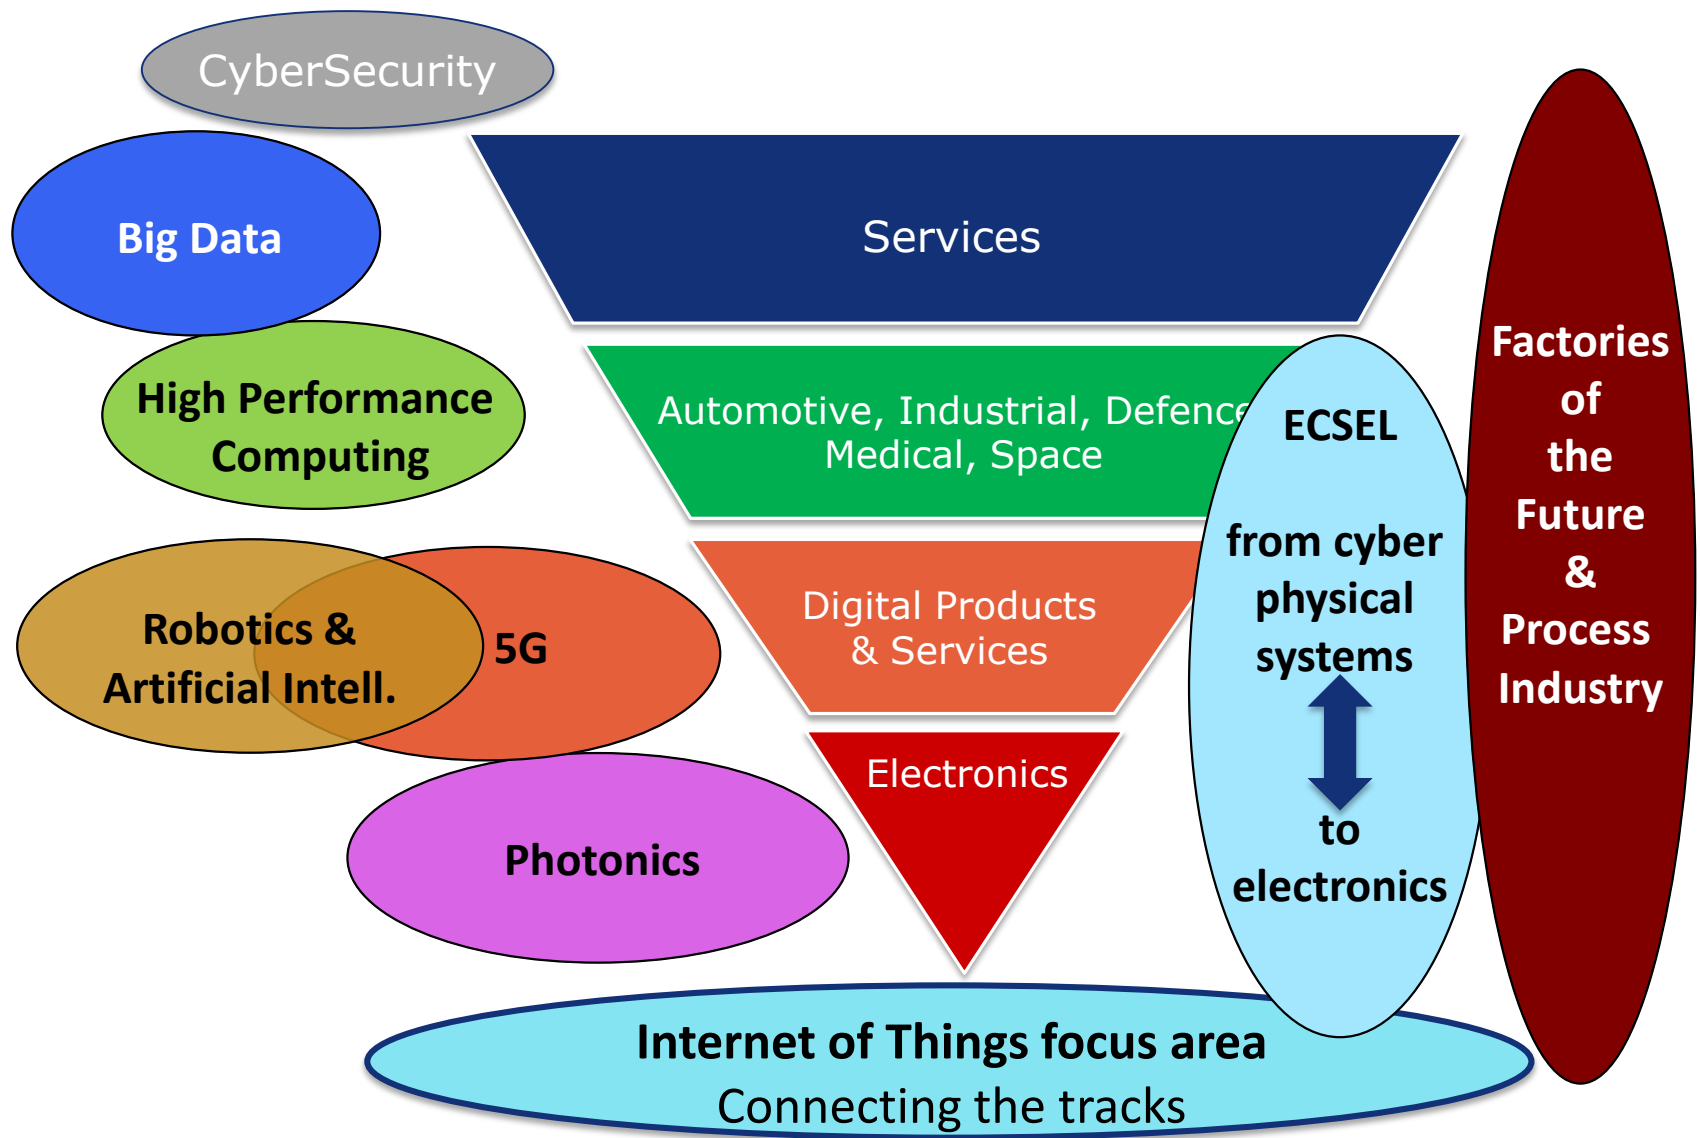 CyberSecurity
Big Data
High Performance
Computing
Robotics &
Artificial Intell.
5G
Photonics
Services
Automotive, Industrial, Defence
Medical, Space
Digital Products
& Services
Electronics
ECSEL
from cyber
physical
systems
to
electronics
Factories
of
the
Future
&
Process
Industry
Internet of Things focus area
Connecting the tracks